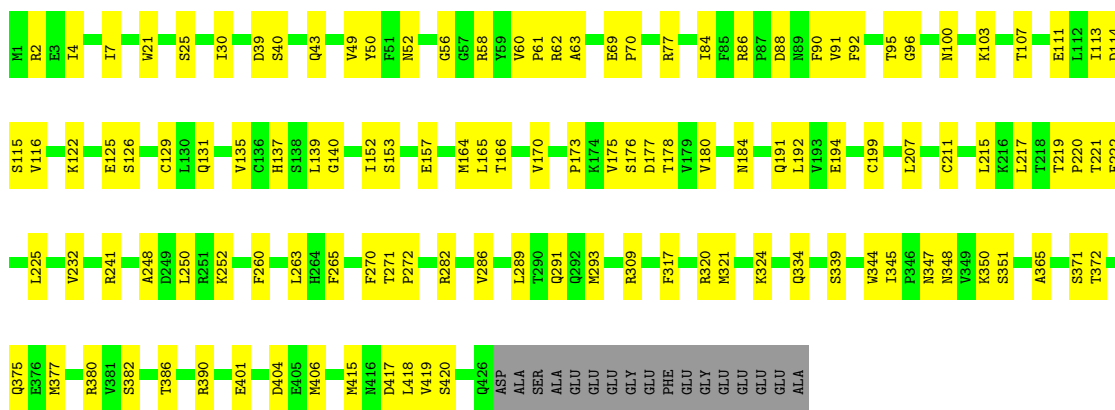 M1 R2 E3 I4 I7 W21 S25 I30 D39 S40 Q43 V49 Y50 F51 N52 G56 G57 R58 Y59 V60 P61 R62 A63 E69 P70 R77 I84 F85 R86 P87 D88 N89 F90 V91 F92 T95 G96 N100 K103 T107 E111 L112 I113 D114
S115 V116 K122 E125 S126 C129 L130 Q131 V135 C136 H137 S138 L139 G140 I152 S153 E157 M164 L165 T166 V170 P173 K174 V175 S176 D177 T178 V179 V180 N184 Q191 L192 V193 E194 C199 L207 C211 L215 K216 L217 T218 T219 P220 T221
L225 V232 R241 A248 D249 L250 R251 K252 F260 L263 H264 F265 F270 T271 P272 R282 V286 L289 T290 Q291 Q292 M293 R309 F317 R320 M321 K324 Q334 S339 W344 I345 P346 N347 N348 V349 K350 S351 A365 S371 T372
Q375 E376 M377 R380 V381 S382 T386 R390 E401 D404 E405 M406 M415 N416 D417 L418 V419 S420 Q426 ASP ALA SER ALA GLU GLU GLU GLY GLU PHE GLU GLY GLU GLU GLU GLU ALA